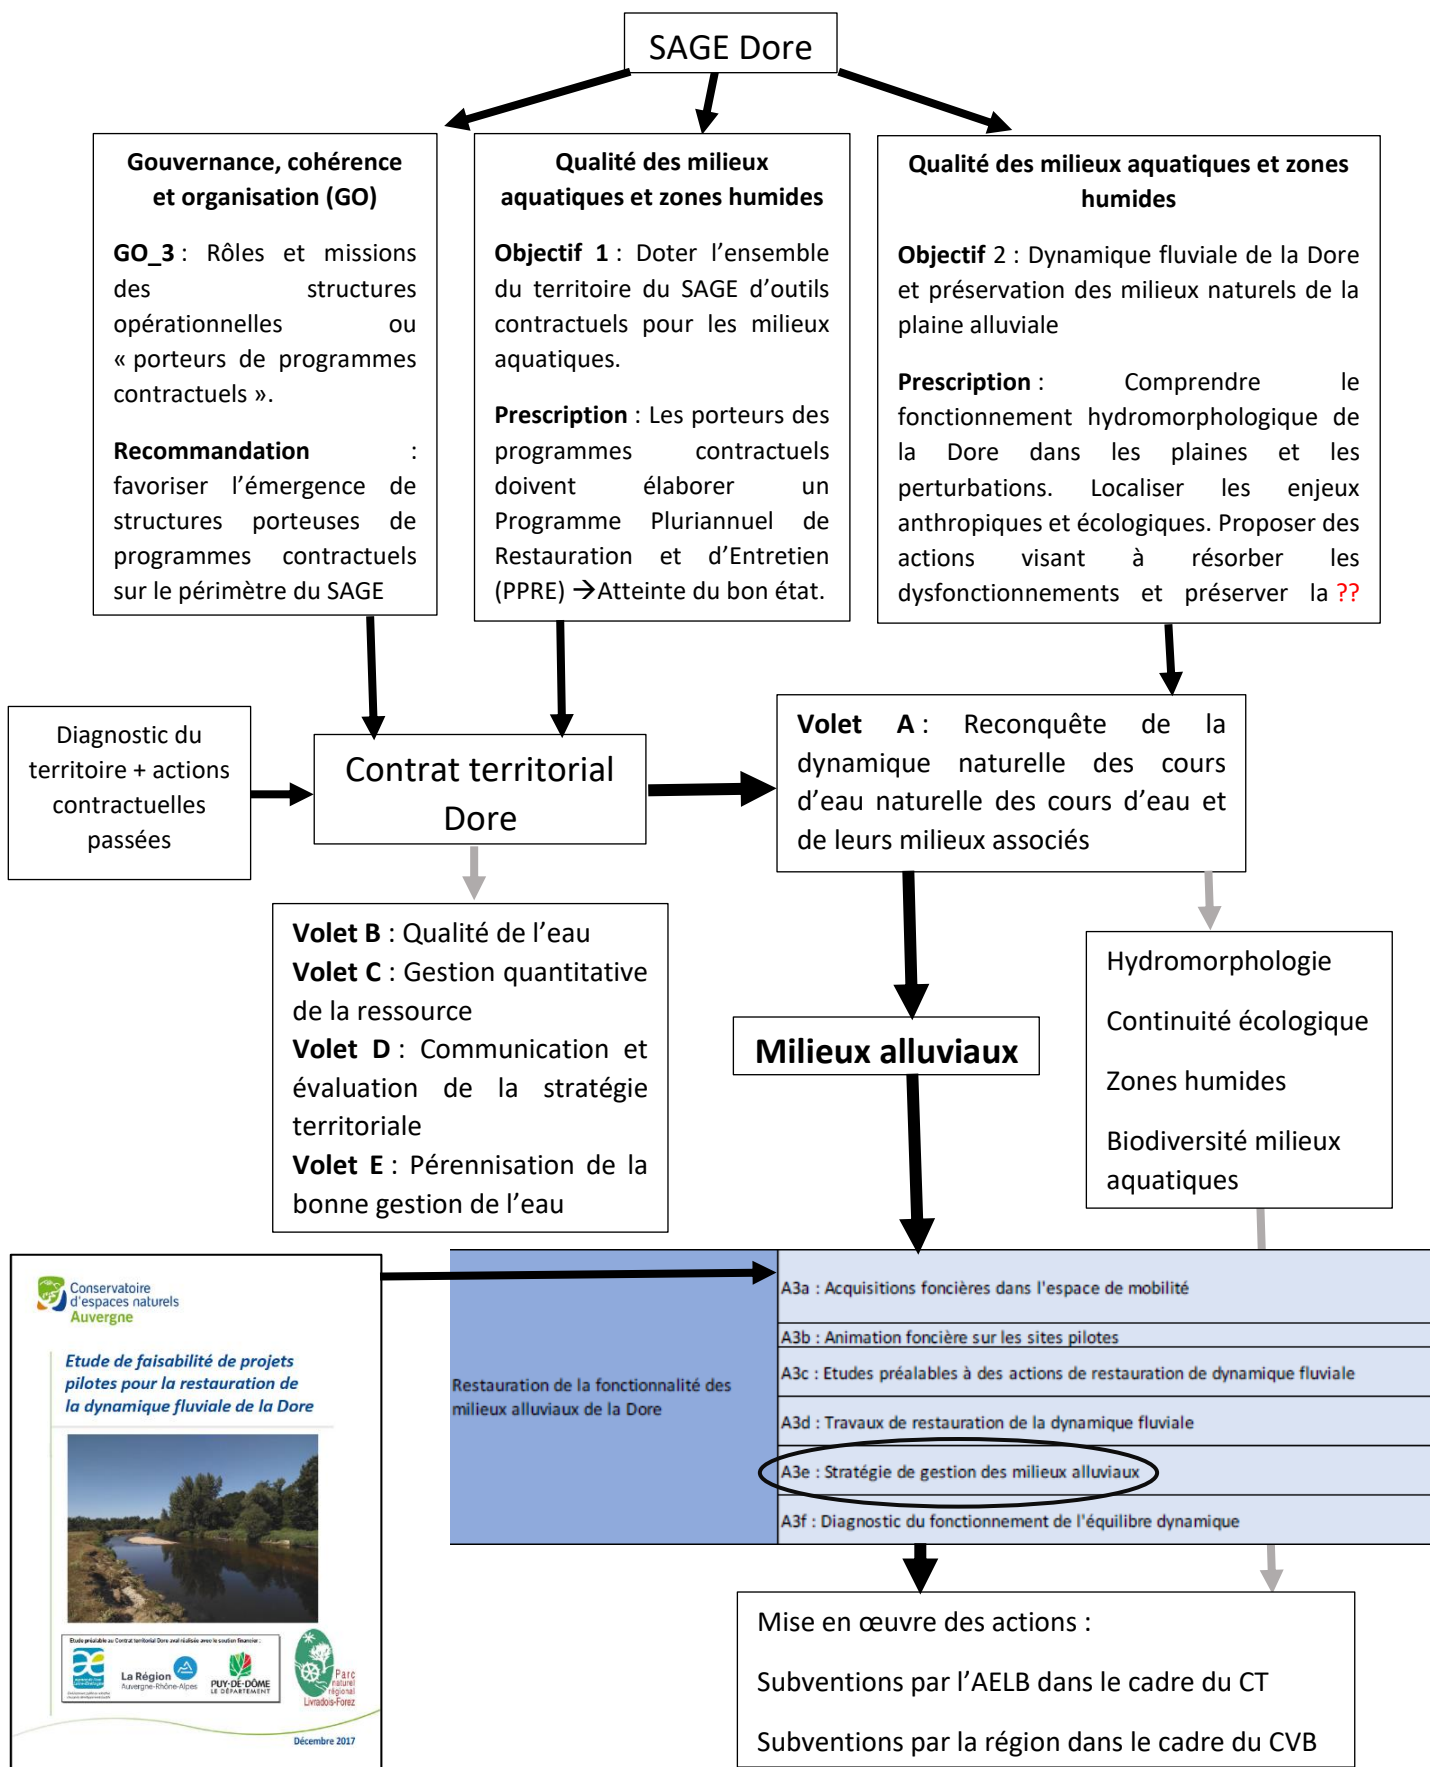 SAGE Dore
Gouvernance, cohérence
et organisation (GO)
GO_3 : Rôles et missions
des structures
opérationnelles ou
« porteurs de programmes
contractuels ».
Recommandation :
favoriser l’émergence de
structures porteuses de
programmes contractuels
sur le périmètre du SAGE
Qualité des milieux
aquatiques et zones humides
Objectif 1 : Doter l’ensemble
du territoire du SAGE d’outils
contractuels pour les milieux
aquatiques.
Prescription : Les porteurs des
programmes contractuels
doivent élaborer un
Programme Pluriannuel de
Restauration et d’Entretien
(PPRE) →Atteinte du bon état.
Qualité des milieux aquatiques et zones
humides
Objectif 2 : Dynamique fluviale de la Dore
et préservation des milieux naturels de la
plaine alluviale
Prescription : Comprendre le
fonctionnement hydromorphologique de
la Dore dans les plaines et les
perturbations. Localiser les enjeux
anthropiques et écologiques. Proposer des
actions visant à résorber les
dysfonctionnements et préserver la ??
Diagnostic du
territoire + actions
contractuelles
passées
Contrat territorial
Dore
Volet A : Reconquête de la
dynamique naturelle des cours
d’eau naturelle des cours d’eau et
de leurs milieux associés
Volet B : Qualité de l’eau
Volet C : Gestion quantitative
de la ressource
Volet D : Communication et
évaluation de la stratégie
territoriale
Volet E : Pérennisation de la
bonne gestion de l’eau
Milieux alluviaux
Hydromorphologie
Continuité écologique
Zones humides
Biodiversité milieux
aquatiques
Conservatoire
d'espaces naturels
Auvergne
Etude de faisabilité de projets
pilotes pour la restauration de
la dynamique fluviale de la Dore
Etude préalable au Contrat territorial Dore aval réalisée avec le soutien financier :
La Région
Auvergne-Rhône-Alpes
PUY-DE-DÔME
LE DÉPARTEMENT
Parc
naturel
régional
Livradois-Forez
Décembre 2017
Restauration de la fonctionnalité des
milieux alluviaux de la Dore
A3a : Acquisitions foncières dans l'espace de mobilité
A3b : Animation foncière sur les sites pilotes
A3c : Etudes préalables à des actions de restauration de dynamique fluviale
A3d : Travaux de restauration de la dynamique fluviale
A3e : Stratégie de gestion des milieux alluviaux
A3f : Diagnostic du fonctionnement de l'équilibre dynamique
Mise en œuvre des actions :
Subventions par l’AELB dans le cadre du CT
Subventions par la région dans le cadre du CVB